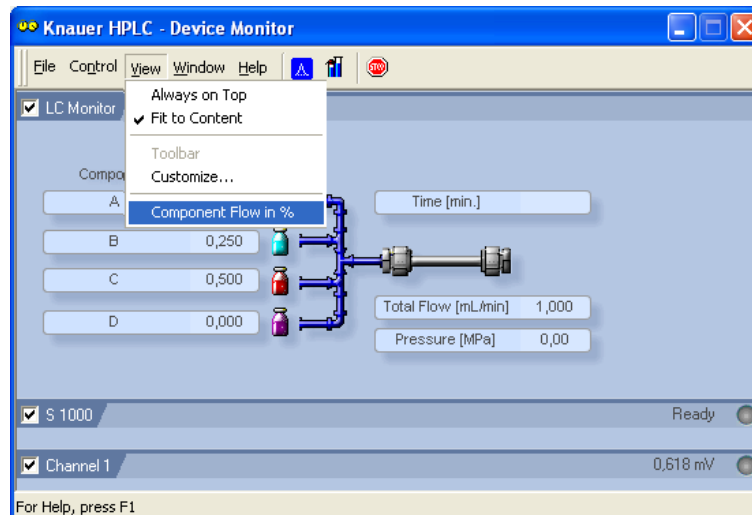 Knauer HPLC - Device Monitor
File Control View Window Help STOP
Always on Top
Fit to Content
Toolbar
Customize...
Component Flow in %
LC Monitor
A Time [min.]
B 0,250
C 0,500
Total Flow [mL/min] 1,000
D 0,000
Pressure [MPa] 0,00
S 1000 Ready
Channel 1 0,618 mV
For Help, press F1